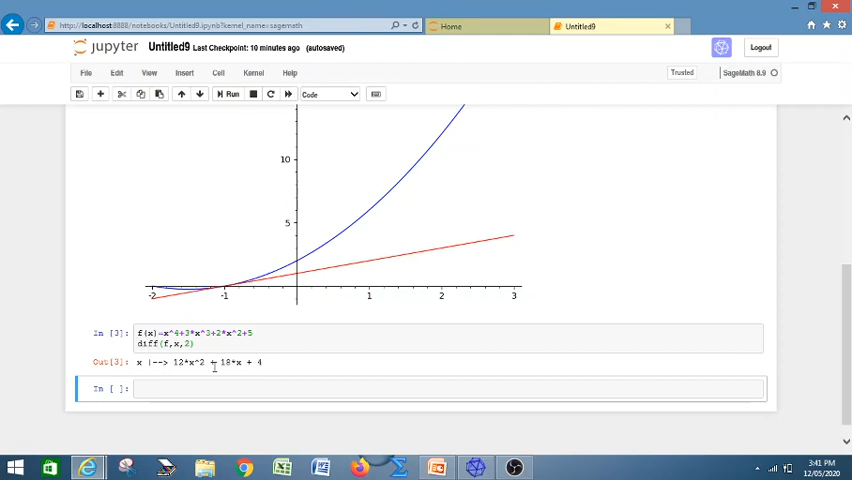 http://localhost:8888/notebooks/Untitled9.ipynb?kernel_name=sagemath
Home
Untitled9
jupyter Untitled9 Last Checkpoint: 10 minutes ago (autosaved)
Logout
File Edit View Insert Cell Kernel Help
Trusted
SageMath 8.9
Run
Code
10
5
-2 -1 1 2 3
In [3]: f(x)=x^4+3*x^3+2*x^2+5
diff(f,x,2)
Out[3]: x |--> 12*x^2 + 18*x + 4
In [ ]:
3:41 PM
12/05/2020